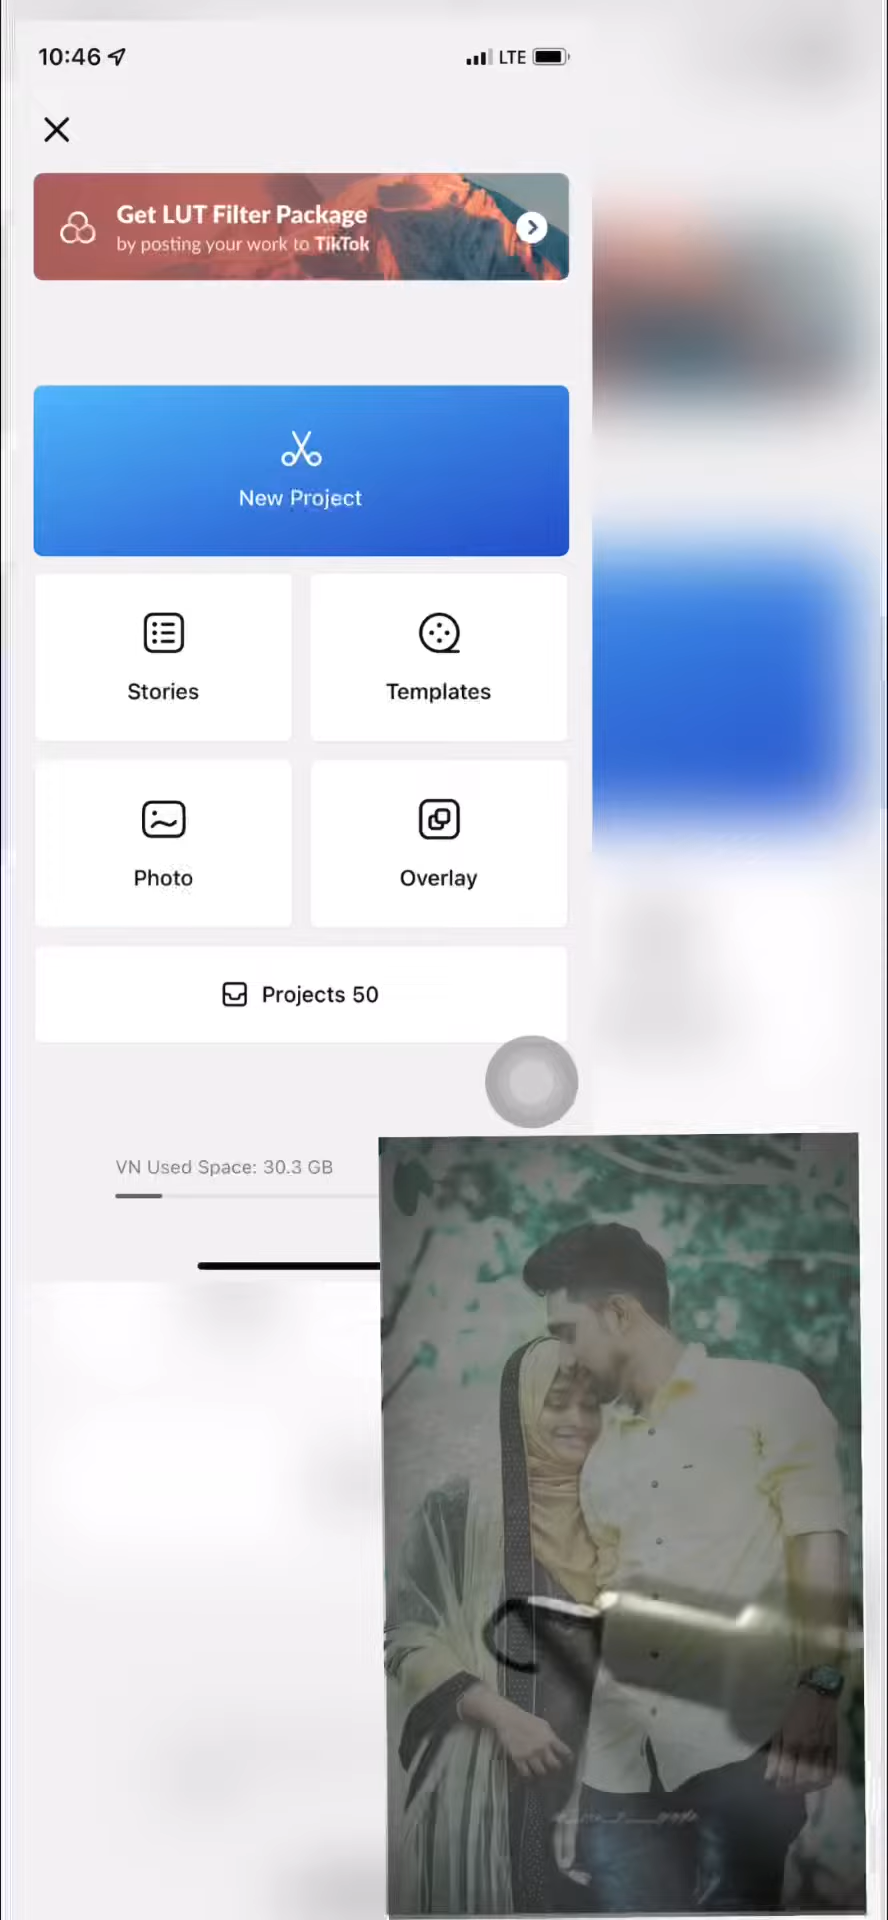 10:46
LTE
Get LUT Filter Package
by posting your work to TikTok
New Project
Stories
Templates
Photo
Overlay
Projects 50
VN Used Space: 30.3 GB